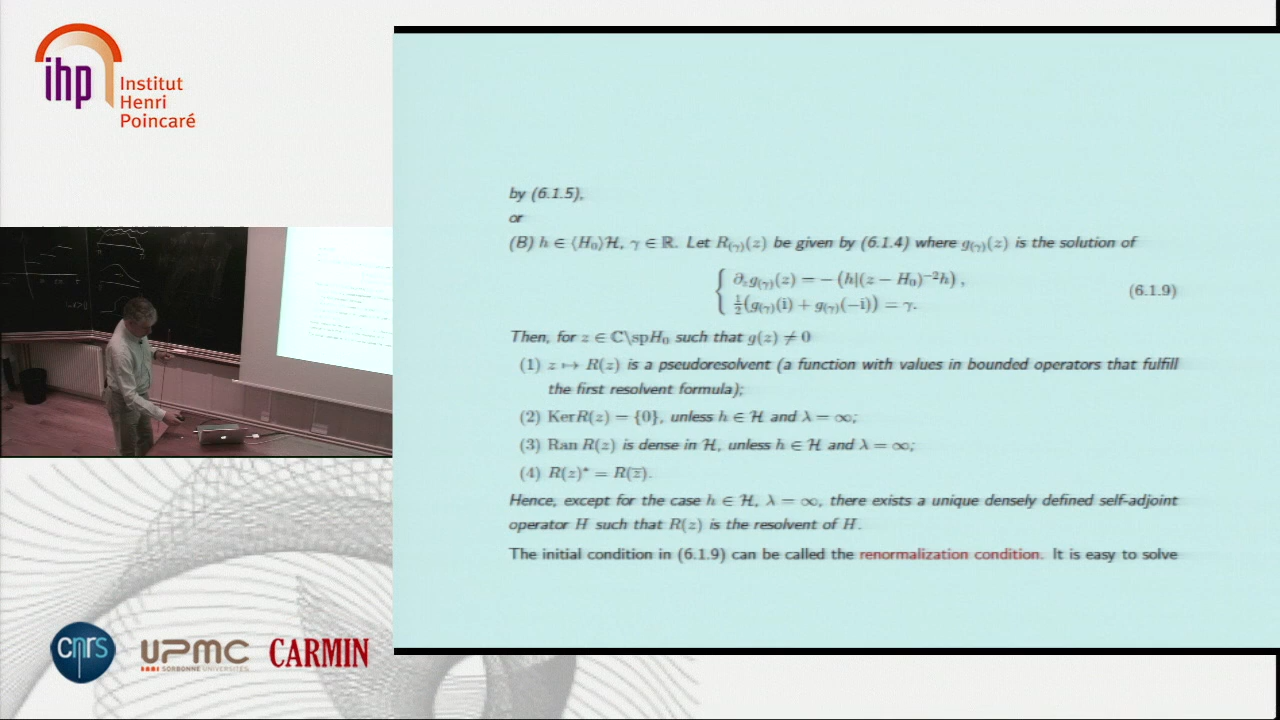 ihp
Institut
Henri
Poincaré
by (6.1.5),
or
(B) h ∈ ⟨H₀⟩ℋ, γ ∈ ℝ. Let R₍γ₎(z) be given by (6.1.4) where g₍γ₎(z) is the solution of
{ ∂_z g₍γ₎(z) = −(h|(z − H₀)⁻²h),
½(g₍γ₎(i) + g₍γ₎(−i)) = γ.
(6.1.9)
Then, for z ∈ ℂ\spH₀ such that g(z) ≠ 0
(1) z ↦ R(z) is a pseudoresolvent (a function with values in bounded operators that fulfill
the first resolvent formula);
(2) KerR(z) = {0}, unless h ∈ ℋ and λ = ∞;
(3) Ran R(z) is dense in ℋ, unless h ∈ ℋ and λ = ∞;
(4) R(z)* = R(z̄).
Hence, except for the case h ∈ ℋ, λ = ∞, there exists a unique densely defined self-adjoint
operator H such that R(z) is the resolvent of H.
The initial condition in (6.1.9) can be called the renormalization condition. It is easy to solve
cnrs
UPMC
SORBONNE UNIVERSITÉS
CARMIN